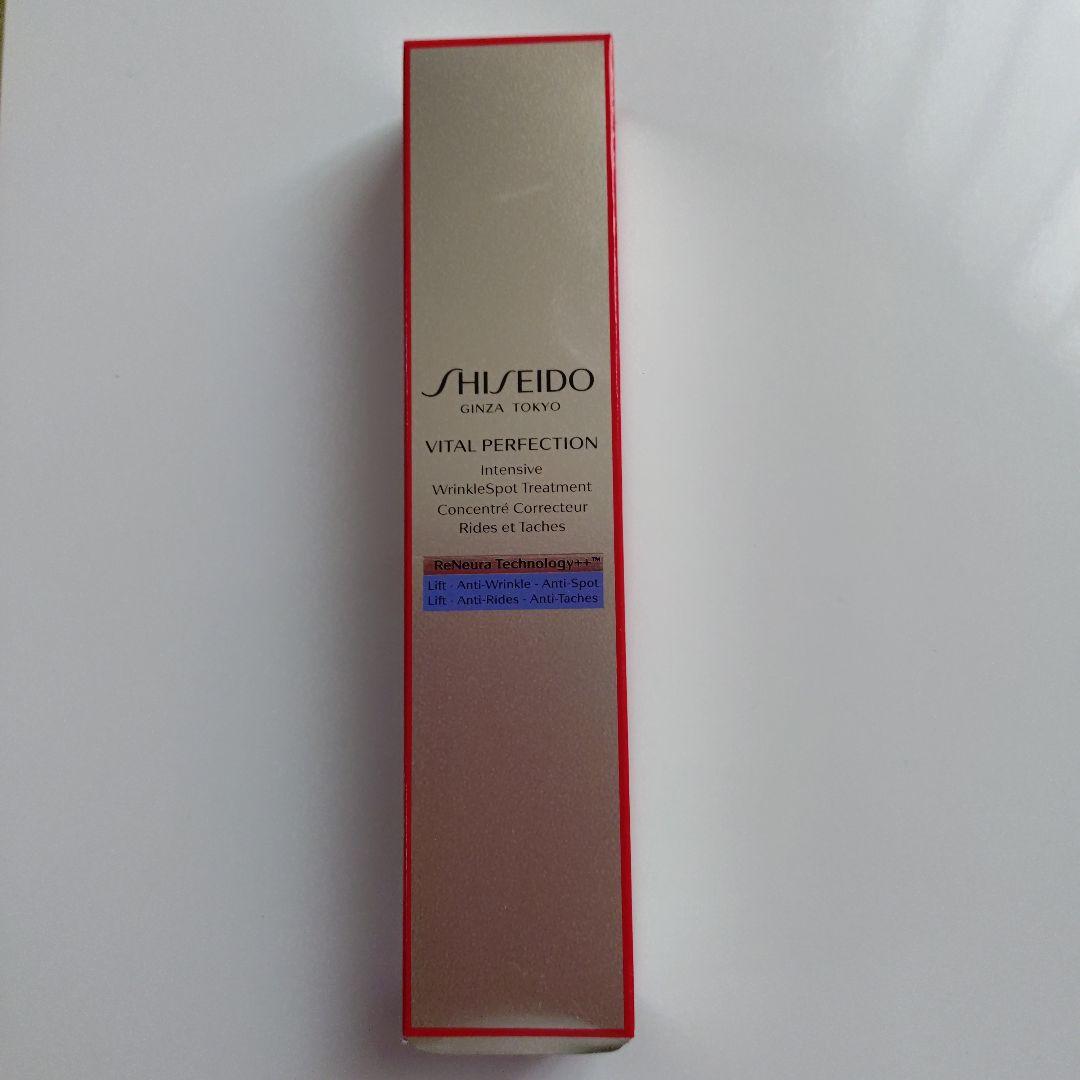 SHISEIDO
GINZA TOKYO
VITAL PERFECTION
Intensive
WrinkleSpot Treatment
Concentré Correcteur
Rides et Taches
ReNeura Technology++™
Lift - Anti-Wrinkle - Anti-Spot
Lift - Anti-Rides - Anti-Taches